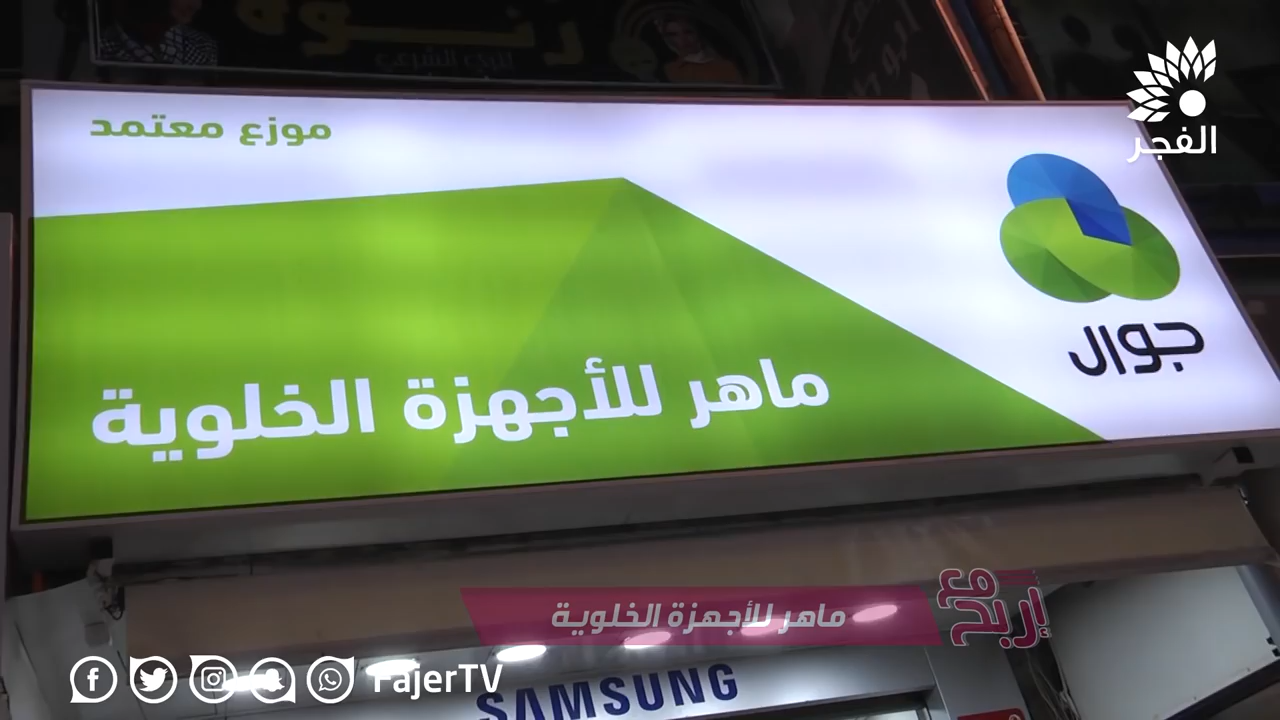 الفجر
موزع معتمد
جوال
ماهر للأجهزة الخلوية
إربح مع
ماهر للأجهزة الخلوية
FajerTV
SAMSUNG